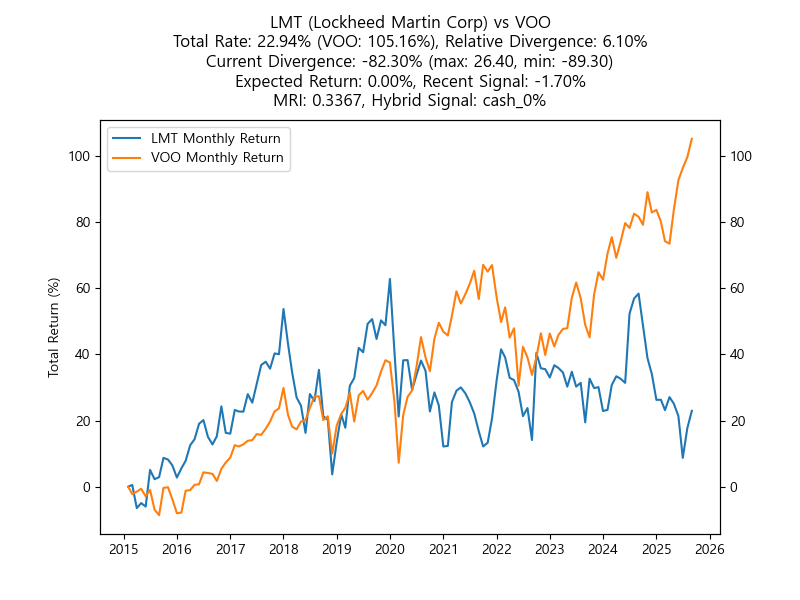 LMT (Lockheed Martin Corp) vs VOO
Total Rate: 22.94% (VOO: 105.16%), Relative Divergence: 6.10%
Current Divergence: -82.30% (max: 26.40, min: -89.30)
Expected Return: 0.00%, Recent Signal: -1.70%
MRI: 0.3367, Hybrid Signal: cash_0%
LMT Monthly Return
VOO Monthly Return
Total Return (%)
100
80
60
40
20
0
100
80
60
40
20
0
2015 2016 2017 2018 2019 2020 2021 2022 2023 2024 2025 2026